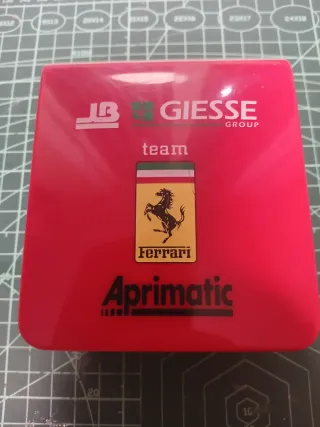 JB GIESSE
GROUP
team
Ferrari
Aprimatic